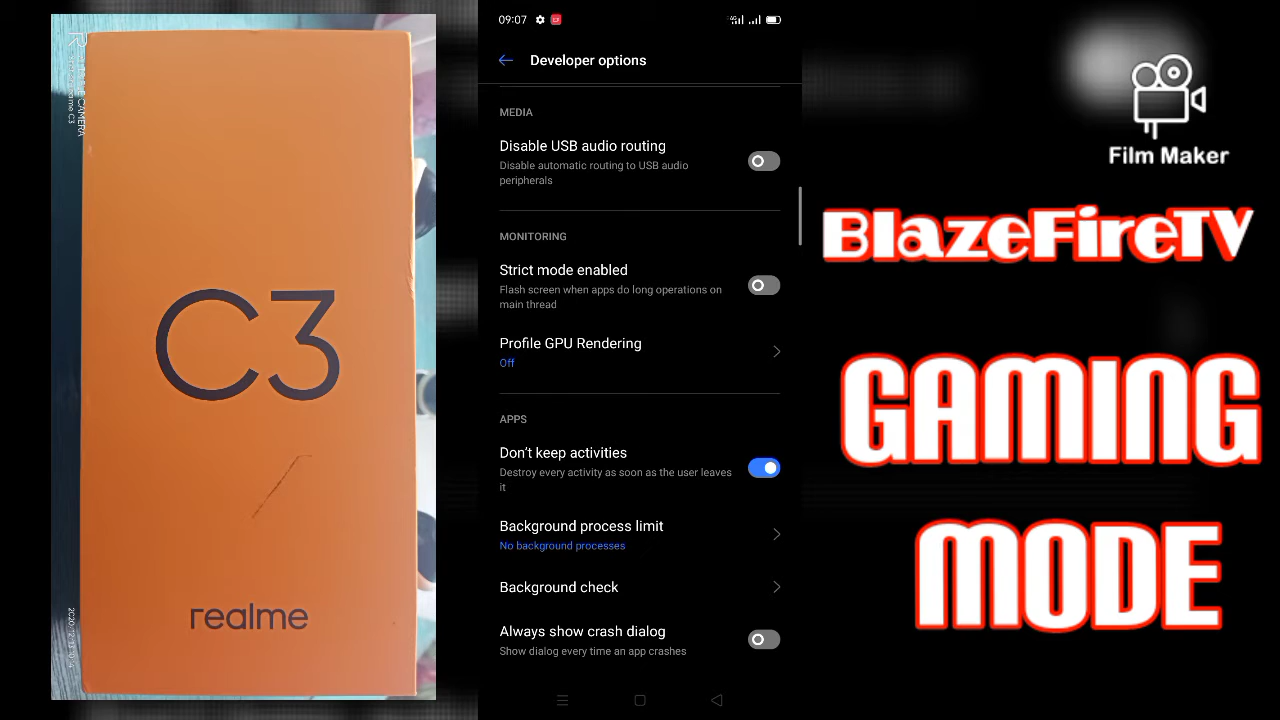 C3
realme
09:07
Developer options
MEDIA
Disable USB audio routing
Disable automatic routing to USB audio
peripherals
MONITORING
Strict mode enabled
Flash screen when apps do long operations on
main thread
Profile GPU Rendering
Off
APPS
Don't keep activities
Destroy every activity as soon as the user leaves
it
Background process limit
No background processes
Background check
Always show crash dialog
Show dialog every time an app crashes
Film Maker
BlazeFireTV
GAMING
MODE